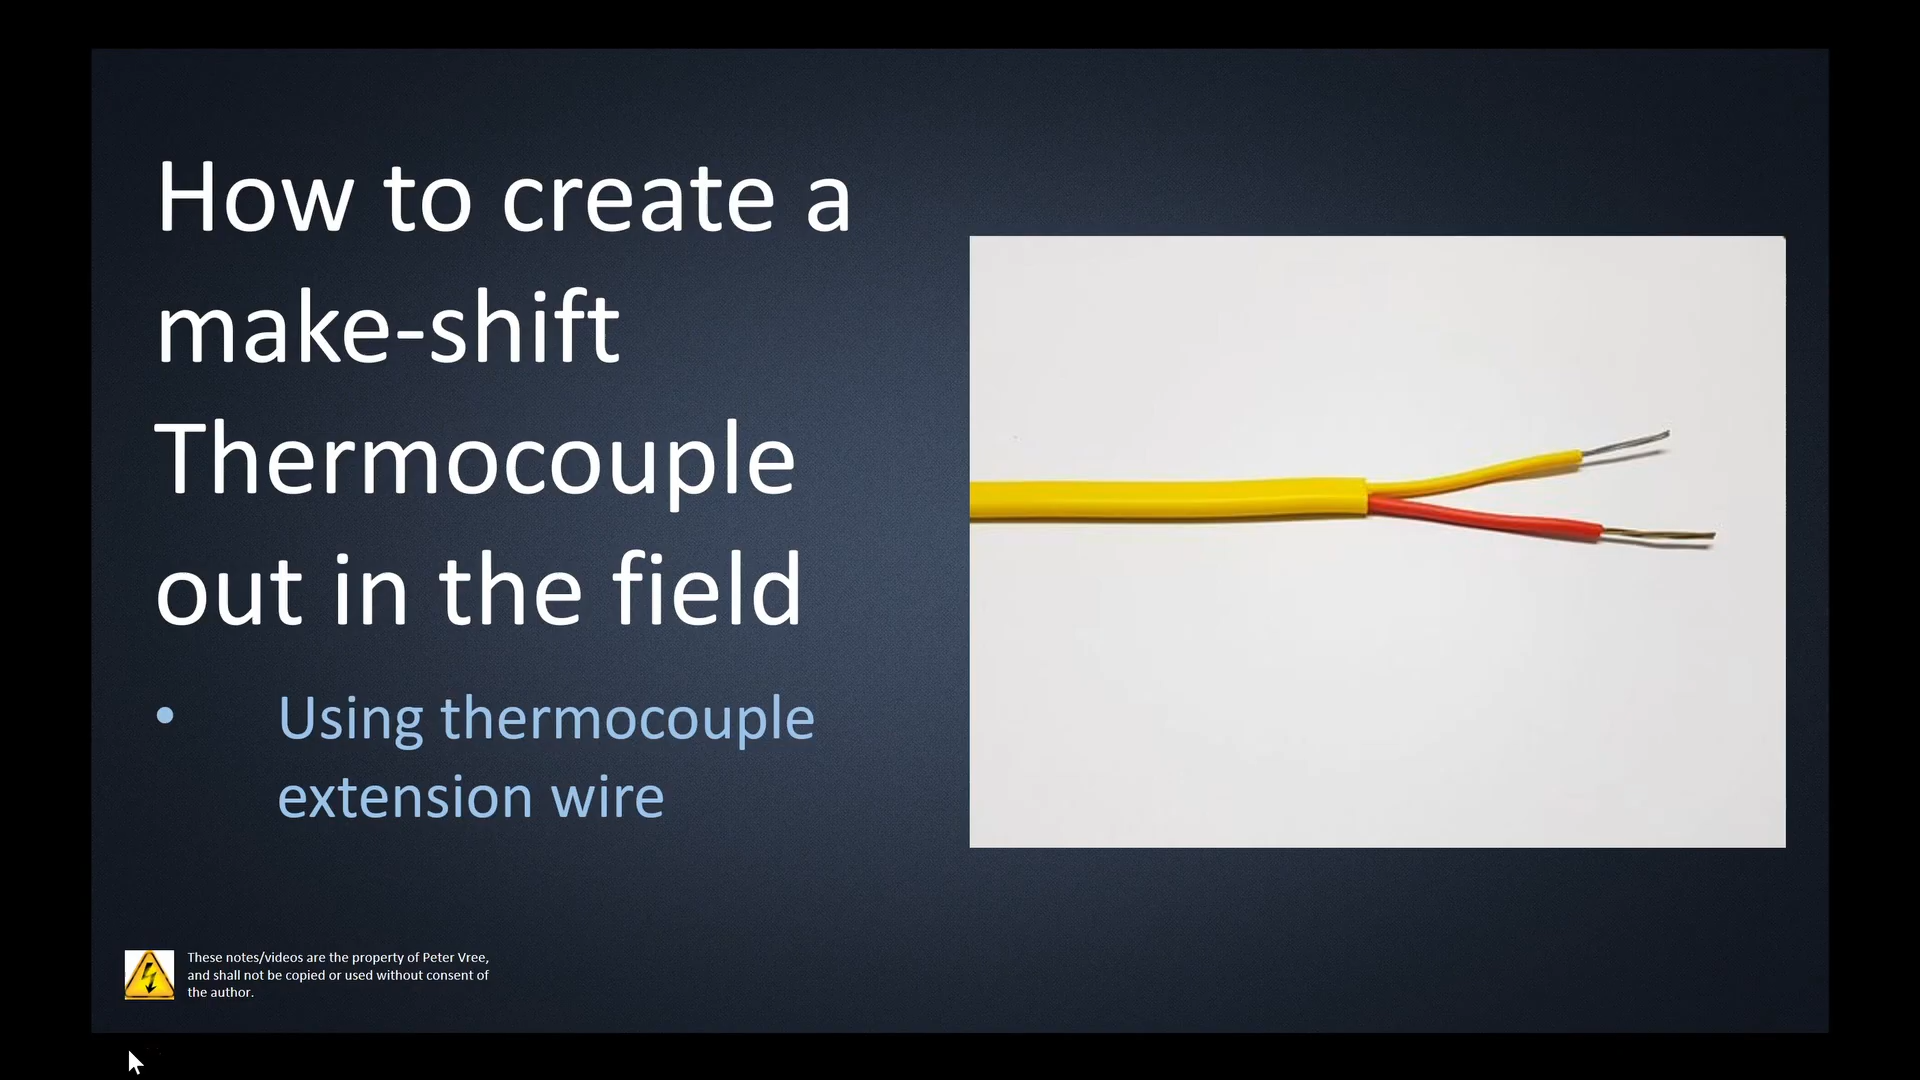 How to create a
make-shift
Thermocouple
out in the field
• Using thermocouple
extension wire
These notes/videos are the property of Peter Vree,
and shall not be copied or used without consent of
the author.